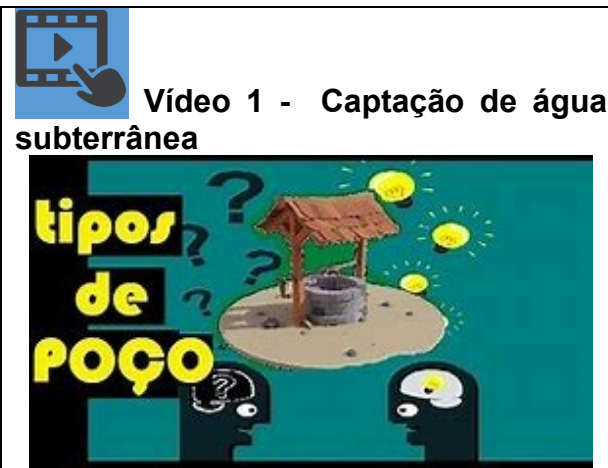 Vídeo 1 - Captação de água
subterrânea
tipos
de
POÇO